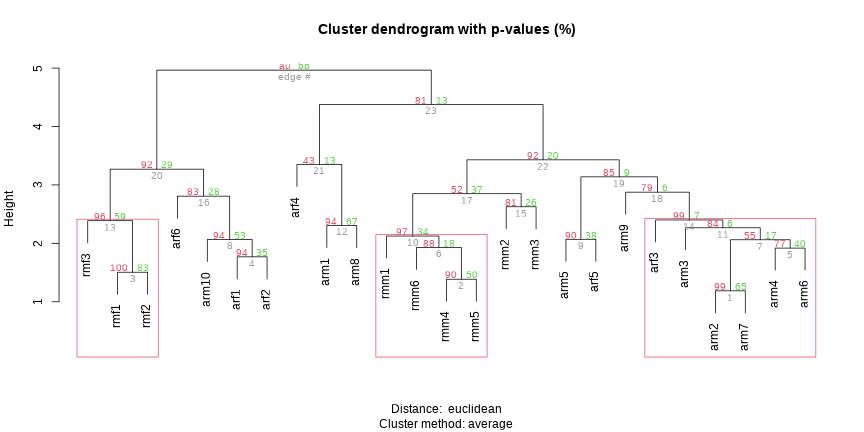 Cluster dendrogram with p-values (%)
5
4
3
2
1
Height
au bp
edge #
81 13
23
92 29
20
43 13
21
92 20
22
83 28
16
52 37
17
85 9
19
79 6
18
96 59
13
94 53
8
94 67
12
97 34
10
81 26
15
90 38
9
99 7
14
84 6
11
100 83
3
94 35
4
88 18
6
90 50
2
55 17
7
77 40
5
99 65
1
rmf3
rmf1
rmf2
arf6
arm10
arf1
arf2
arf4
arm1
arm8
rmm1
rmm6
rmm4
rmm5
rmm2
rmm3
arm5
arf5
arm9
arf3
arm3
arm2
arm7
arm4
arm6
Distance: euclidean
Cluster method: average